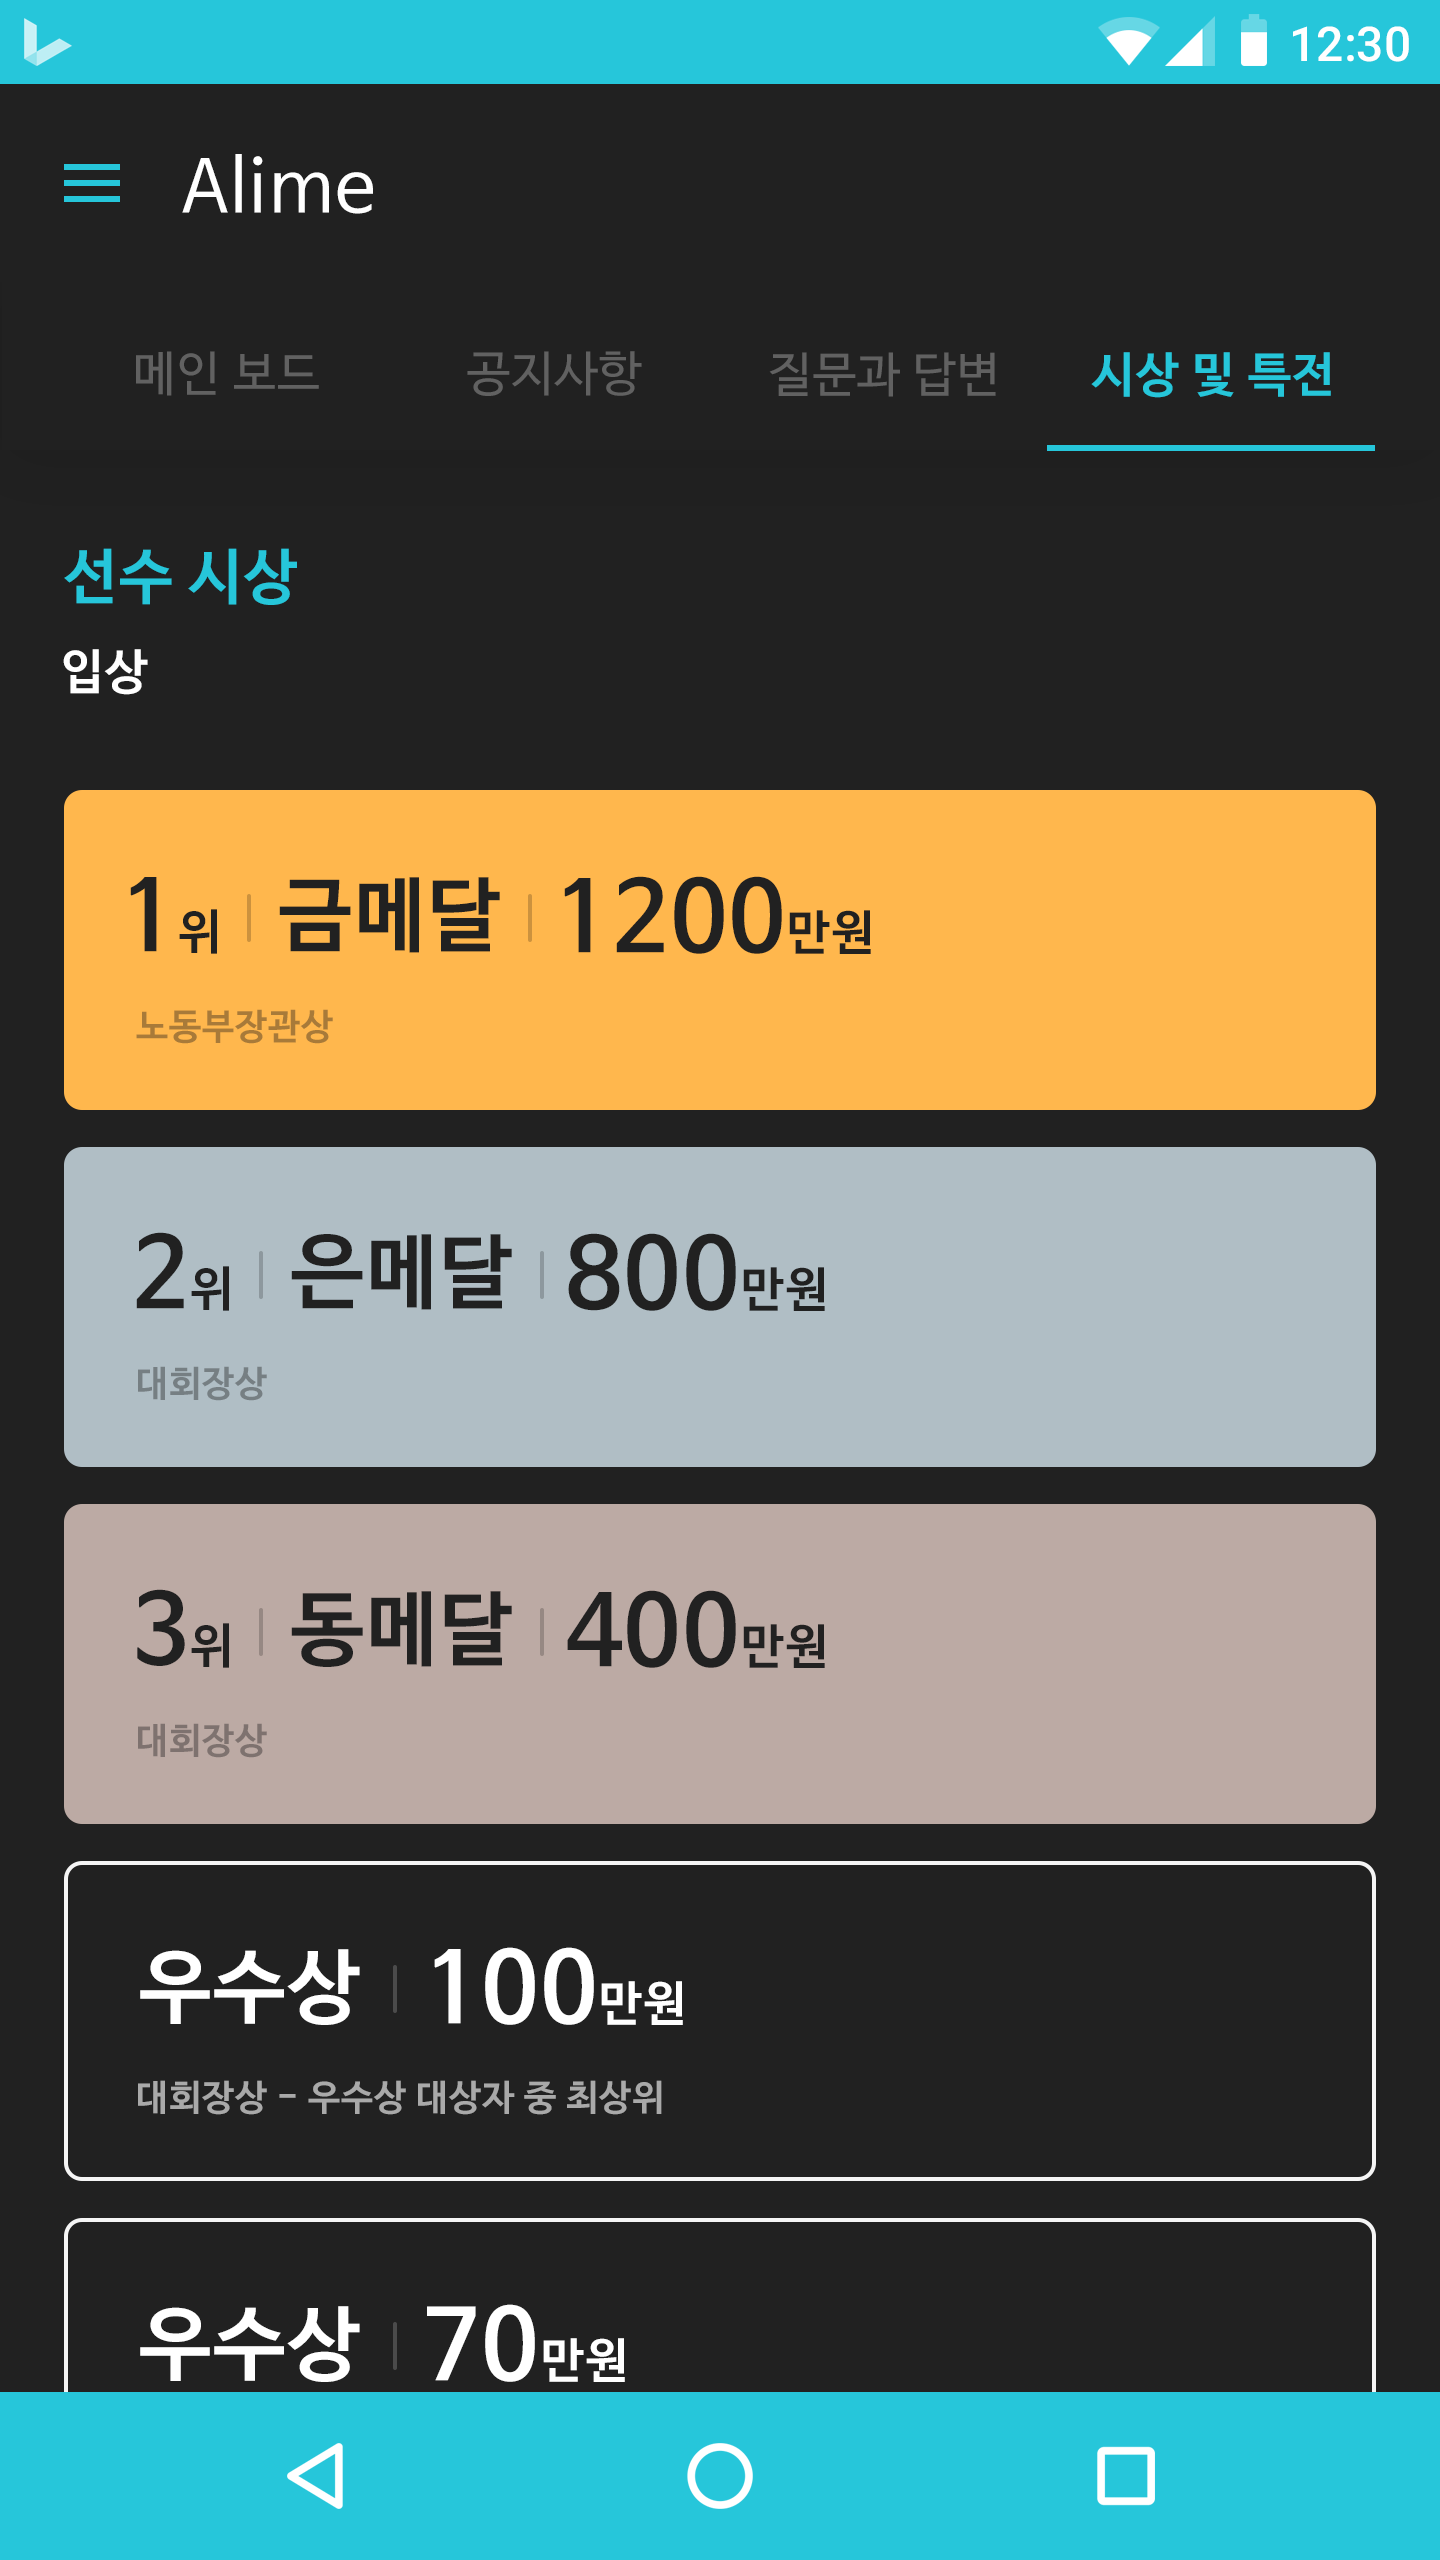 12:30
Alime
메인 보드 공지사항 질문과 답변 시상 및 특전
선수 시상
입상
1위 | 금메달 | 1200만원
노동부장관상
2위 | 은메달 | 800만원
대회장상
3위 | 동메달 | 400만원
대회장상
우수상 | 100만원
대회장상 - 우수상 대상자 중 최상위
우수상 | 70만원